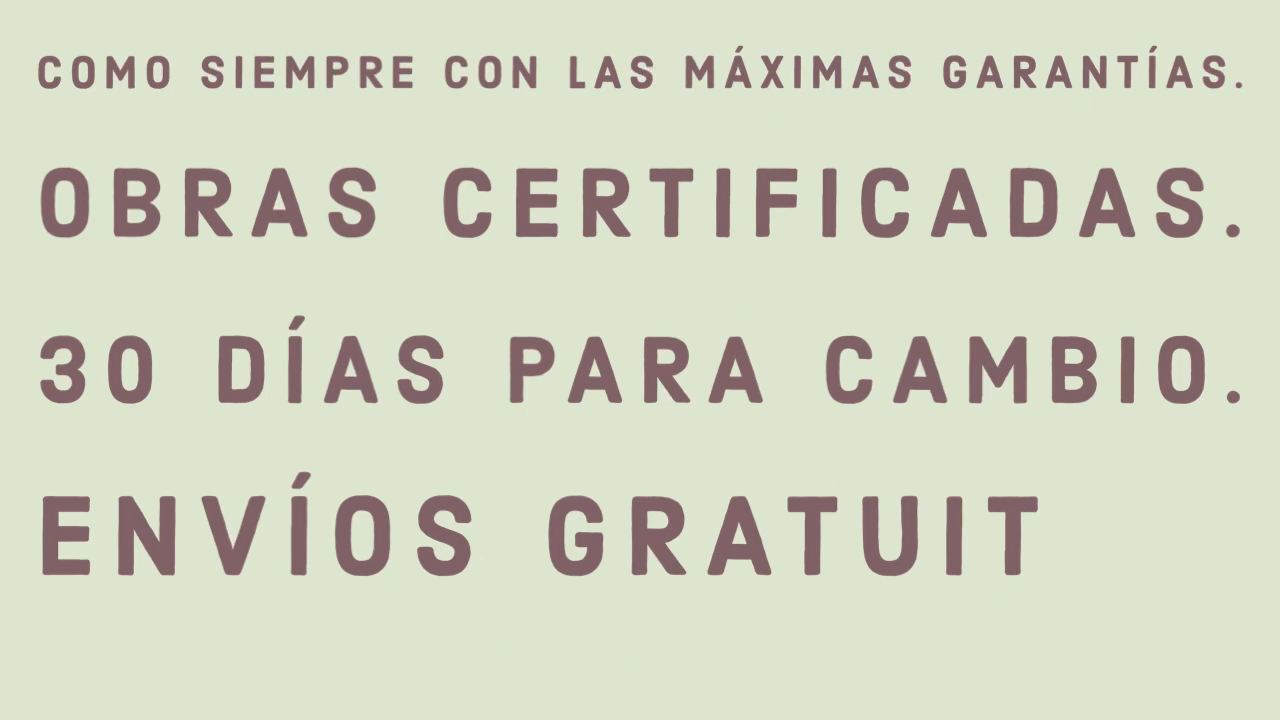 COMO SIEMPRE CON LAS MÁXIMAS GARANTÍAS.
OBRAS CERTIFICADAS.
30 DÍAS PARA CAMBIO.
ENVÍOS GRATUIT